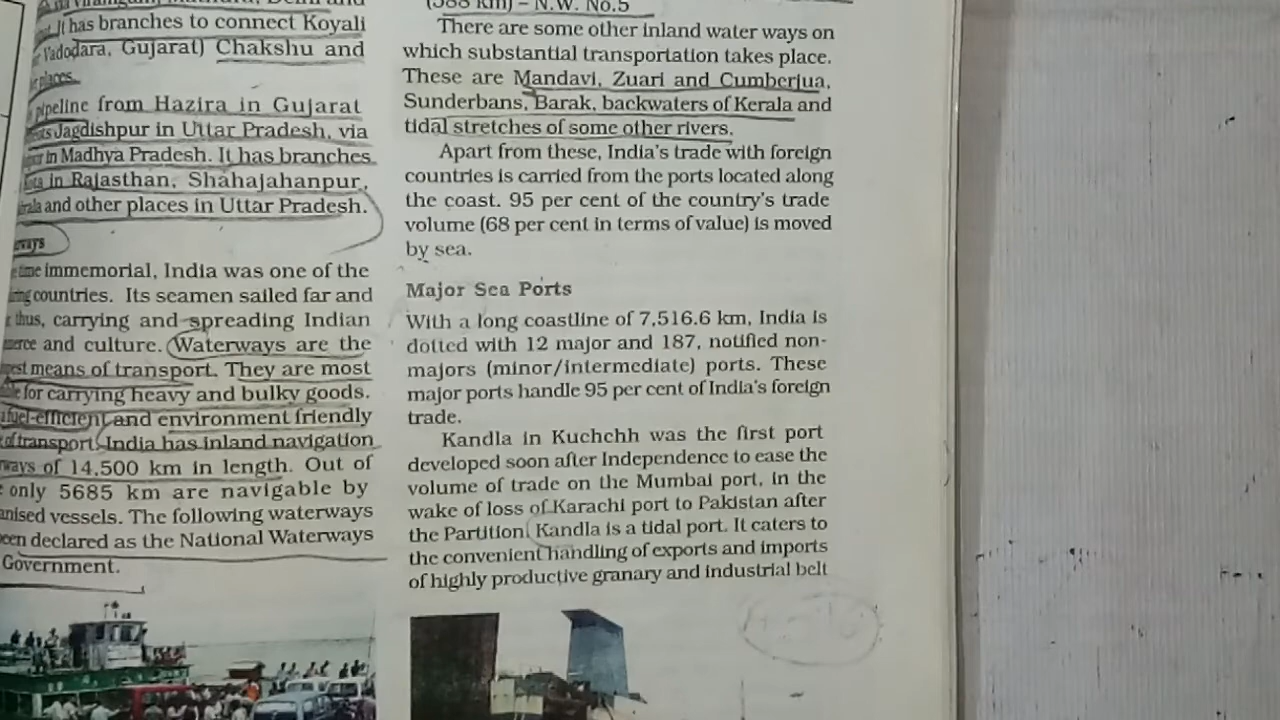 It has branches to connect Koyali
Vadodara, Gujarat) Chakshu and
places.
pipeline from Hazira in Gujarat
Jagdishpur in Uttar Pradesh, via
in Madhya Pradesh. It has branches
in Rajasthan, Shahajahanpur,
and other places in Uttar Pradesh.
immemorial, India was one of the
countries. Its seamen sailed far and
thus, carrying and spreading Indian
and culture. Waterways are the
means of transport. They are most
for carrying heavy and bulky goods.
fuel-efficient and environment friendly
of transport. India has inland navigation
of 14,500 km in length. Out of
only 5685 km are navigable by
vessels. The following waterways
declared as the National Waterways
Government.
km) – N.W. No.5
There are some other inland water ways on
which substantial transportation takes place.
These are Mandavi, Zuari and Cumberjua,
Sunderbans, Barak, backwaters of Kerala and
tidal stretches of some other rivers.
Apart from these, India's trade with foreign
countries is carried from the ports located along
the coast. 95 per cent of the country's trade
volume (68 per cent in terms of value) is moved
by sea.
Major Sea Ports
With a long coastline of 7,516.6 km, India is
dotted with 12 major and 187, notified non-
majors (minor/intermediate) ports. These
major ports handle 95 per cent of India's foreign
trade.
Kandla in Kuchchh was the first port
developed soon after Independence to ease the
volume of trade on the Mumbai port, in the
wake of loss of Karachi port to Pakistan after
the Partition. Kandla is a tidal port. It caters to
the convenient handling of exports and imports
of highly productive granary and industrial belt